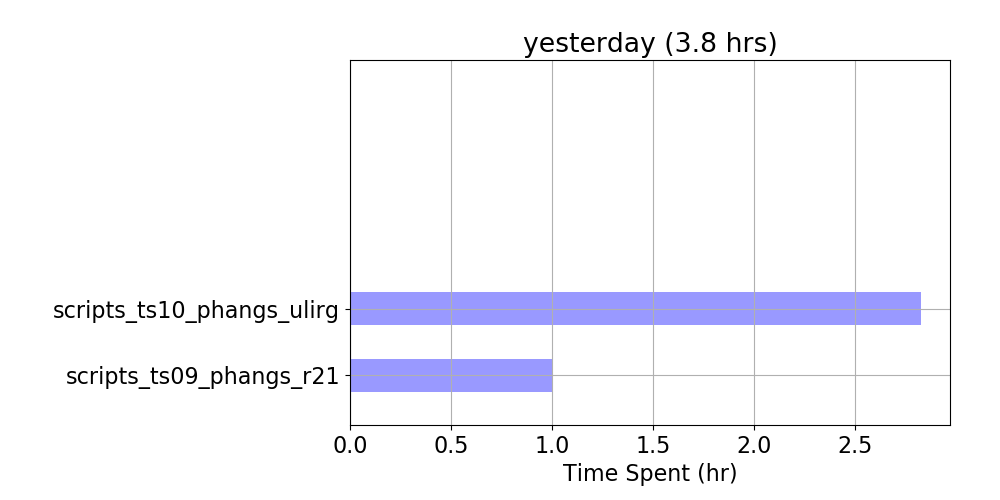 yesterday (3.8 hrs)
scripts_ts10_phangs_ulirg
scripts_ts09_phangs_r21
0.0 0.5 1.0 1.5 2.0 2.5
Time Spent (hr)